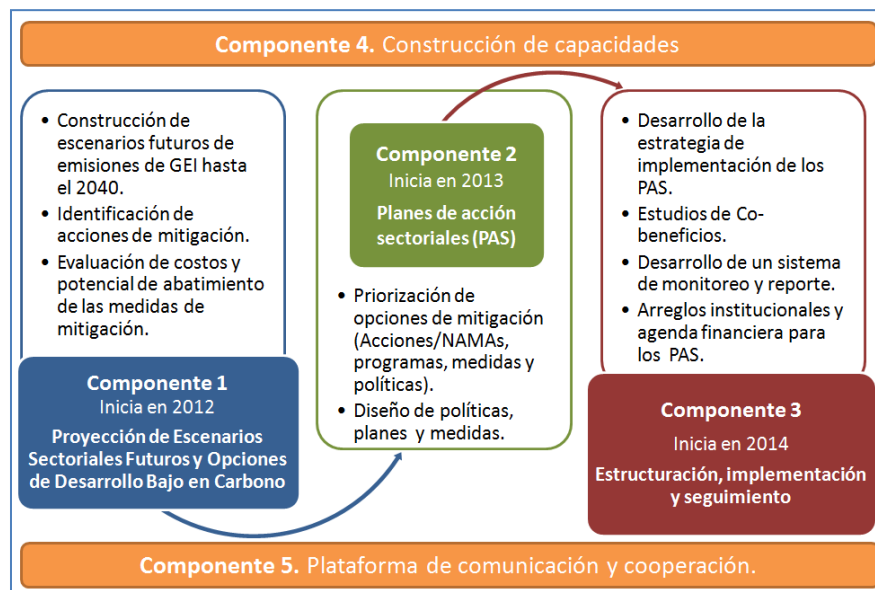 Componente 4. Construcción de capacidades
• Construcción de
escenarios futuros de
emisiones de GEI hasta
el 2040.
• Identificación de
acciones de mitigación.
• Evaluación de costos y
potencial de abatimiento
de las medidas de
mitigación.
Componente 1
Inicia en 2012
Proyección de Escenarios
Sectoriales Futuros y Opciones
de Desarrollo Bajo en Carbono
Componente 2
Inicia en 2013
Planes de acción
sectoriales (PAS)
• Priorización de
opciones de mitigación
(Acciones/NAMAs,
programas, medidas y
políticas).
• Diseño de políticas,
planes y medidas.
• Desarrollo de la
estrategia de
implementación de los
PAS.
• Estudios de Co-
beneficios.
• Desarrollo de un sistema
de monitoreo y reporte.
• Arreglos institucionales y
agenda financiera para
los PAS.
Componente 3
Inicia en 2014
Estructuración, implementación
y seguimiento
Componente 5. Plataforma de comunicación y cooperación.